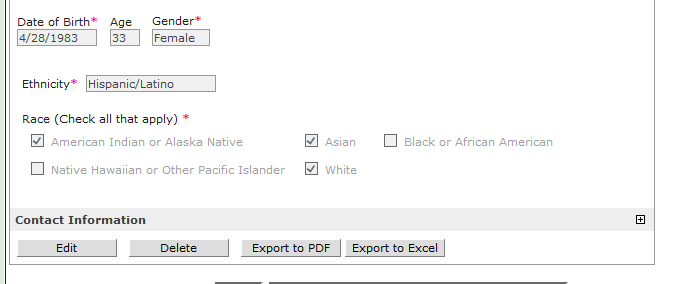 Date of Birth* Age Gender*
4/28/1983 33 Female
Ethnicity* Hispanic/Latino
Race (Check all that apply) *
American Indian or Alaska Native Asian Black or African American
Native Hawaiian or Other Pacific Islander White
Contact Information
Edit Delete Export to PDF Export to Excel